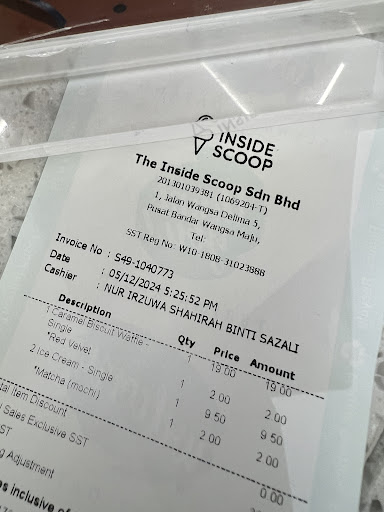 INSIDE
SCOOP
The Inside Scoop Sdn Bhd
201301039381 (1069204-T)
1, Jalan Wangsa Delima 5,
Pusat Bandar Wangsa Maju,
Tel:
SST Reg No: W10-1808-31023988
Invoice No : S49-1040773
Date : 05/12/2024 5:25:52 PM
Cashier : NUR IRZUWA SHAHIRAH BINTI SAZALI
Description Qty Price Amount
1 Caramel Biscuit Waffle - 1 19.00 19.00
Single
*Red Velvet 1 2.00 2.00
2 Ice Cream - Single 1 9.50 9.50
*Matcha (mochi) 1 2.00 2.00
Item Discount 0.00
Sales Exclusive SST
Adjustment
inclusive of